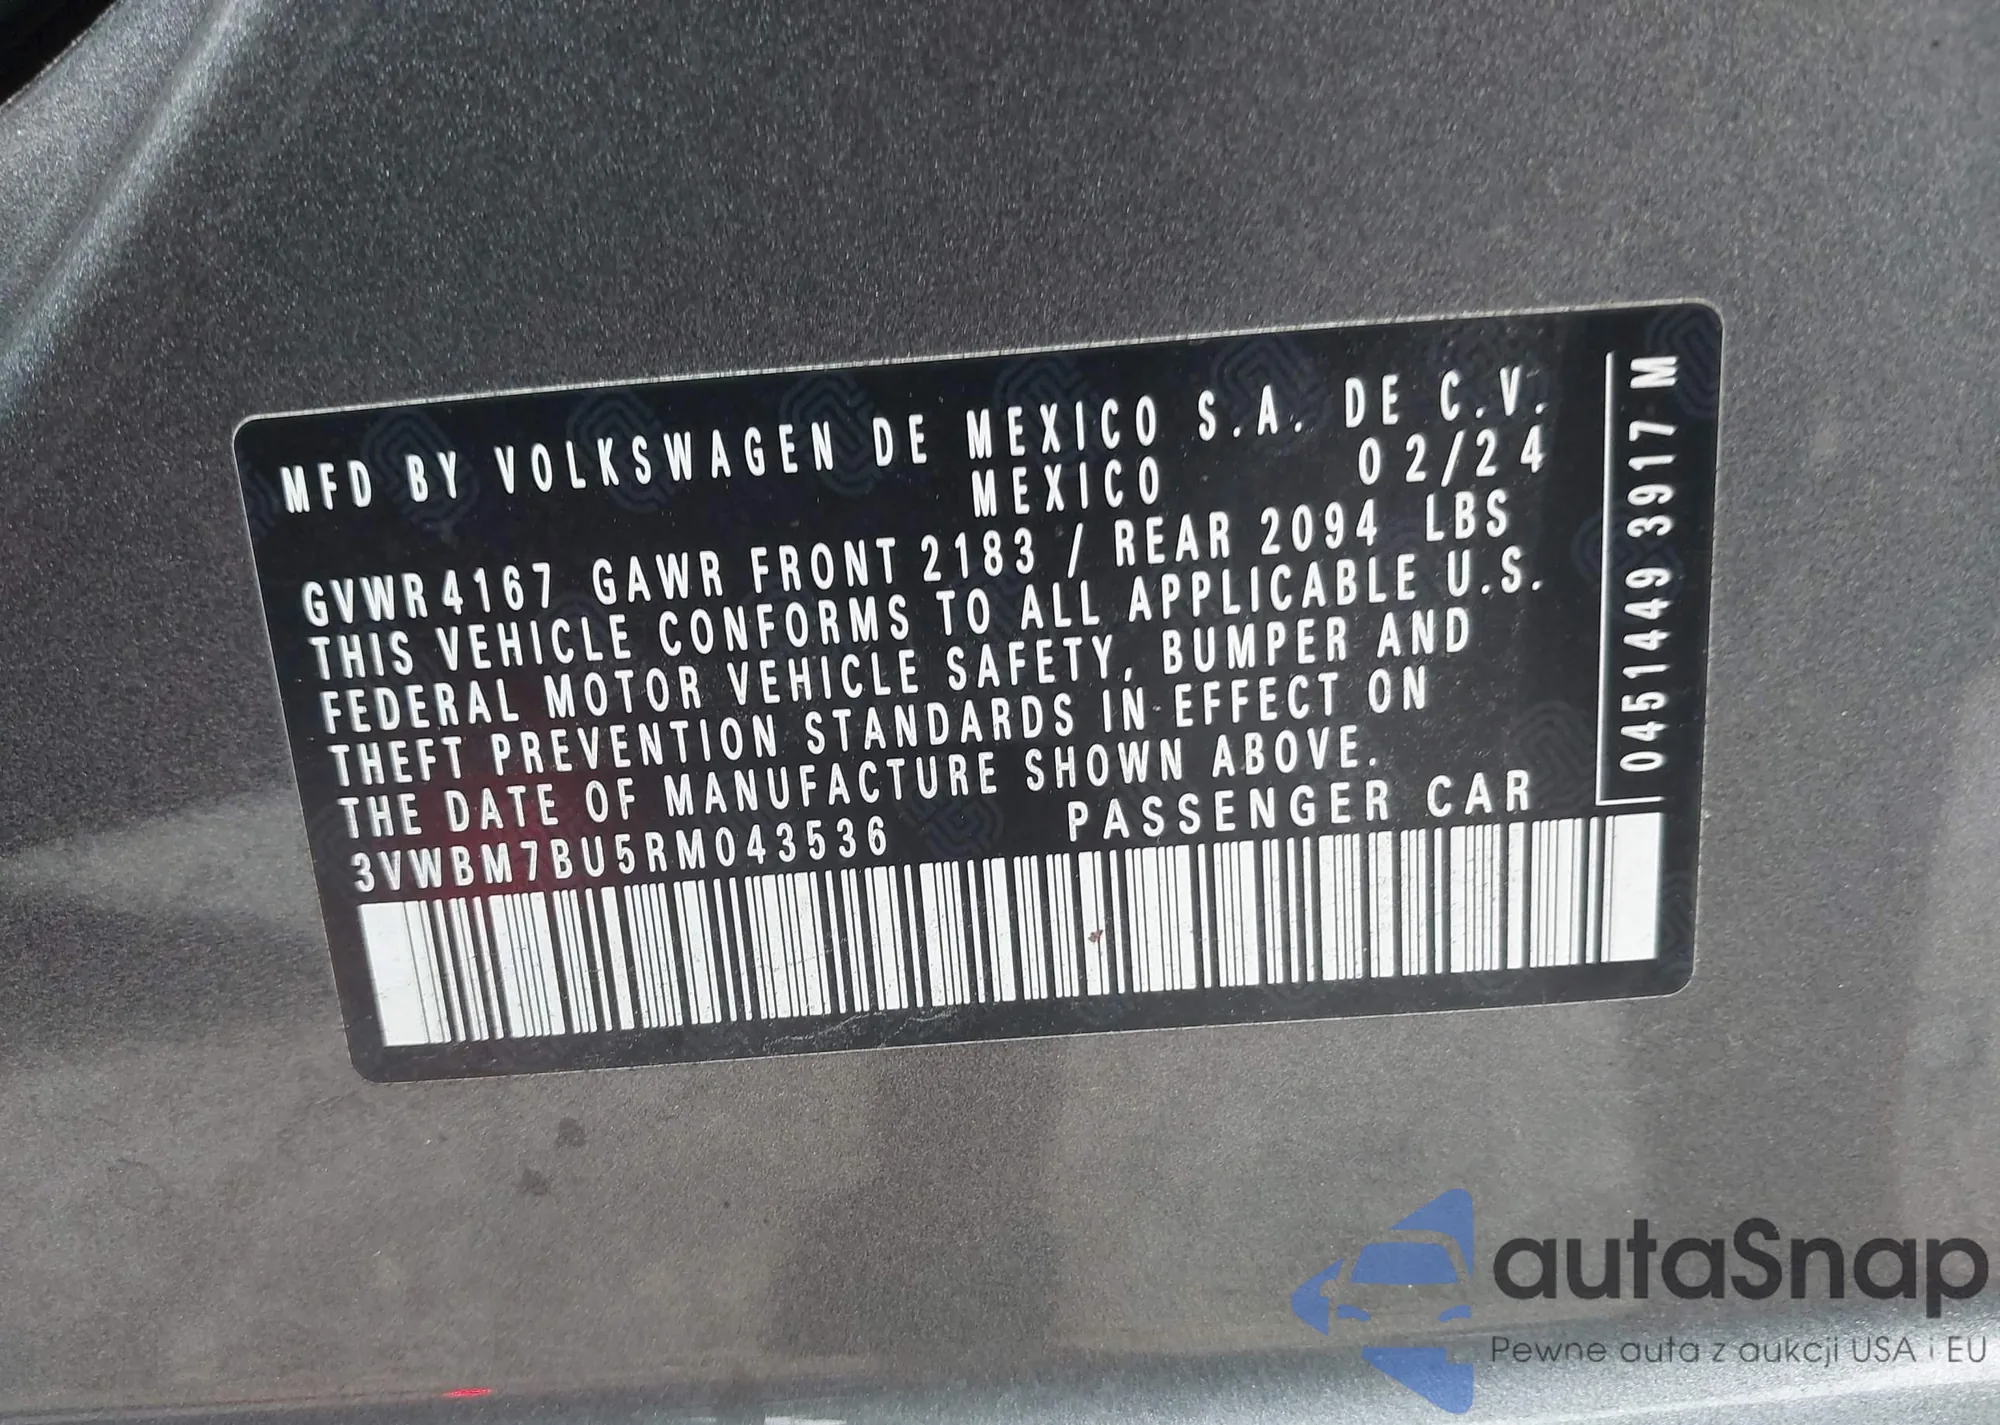 MFD BY VOLKSWAGEN DE MEXICO S.A. DE C.V.
MEXICO 02/24
GVWR 4167 GAWR FRONT 2183 / REAR 2094 LBS
THIS VEHICLE CONFORMS TO ALL APPLICABLE U.S.
FEDERAL MOTOR VEHICLE SAFETY, BUMPER AND
THEFT PREVENTION STANDARDS IN EFFECT ON
THE DATE OF MANUFACTURE SHOWN ABOVE.
3VWBM7BU5RM043536 PASSENGER CAR
0451449 3917 M
autaSnap
Pewne auta z aukcji USA i EU